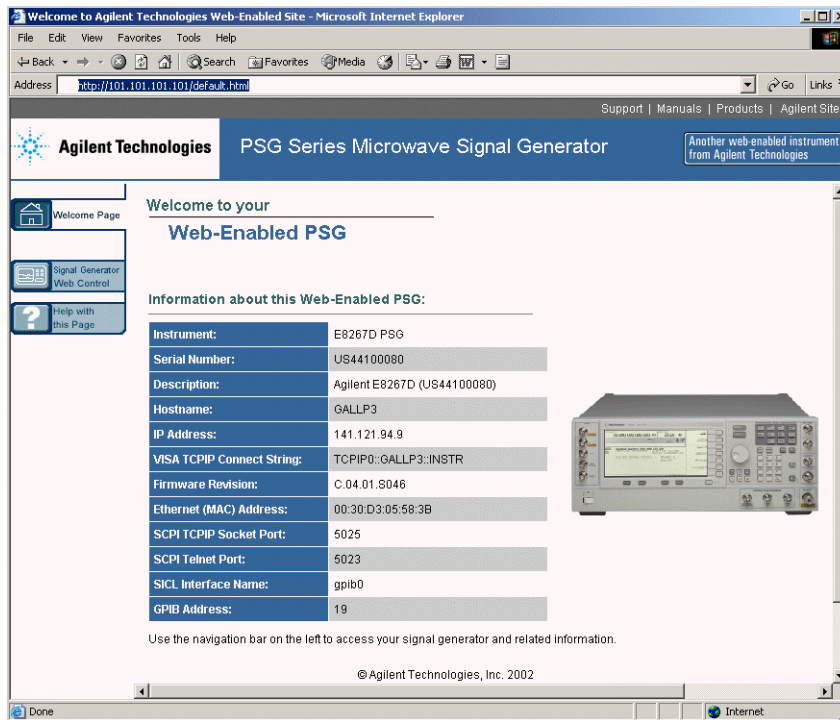 Welcome to Agilent Technologies Web-Enabled Site - Microsoft Internet Explorer
File Edit View Favorites Tools Help
Back Search Favorites Media
Address http://101.101.101.101/default.html Go Links
Support | Manuals | Products | Agilent Site
Agilent Technologies PSG Series Microwave Signal Generator
Another web-enabled instrument
from Agilent Technologies
Welcome Page
Signal Generator
Web Control
Help with
this Page
Welcome to your
Web-Enabled PSG
Information about this Web-Enabled PSG:
Instrument: E8267D PSG
Serial Number: US44100080
Description: Agilent E8267D (US44100080)
Hostname: GALLP3
IP Address: 141.121.94.9
VISA TCPIP Connect String: TCPIP0::GALLP3::INSTR
Firmware Revision: C.04.01.S046
Ethernet (MAC) Address: 00:30:D3:05:58:3B
SCPI TCPIP Socket Port: 5025
SCPI Telnet Port: 5023
SICL Interface Name: gpib0
GPIB Address: 19
Use the navigation bar on the left to access your signal generator and related information.
© Agilent Technologies, Inc. 2002
Done Internet